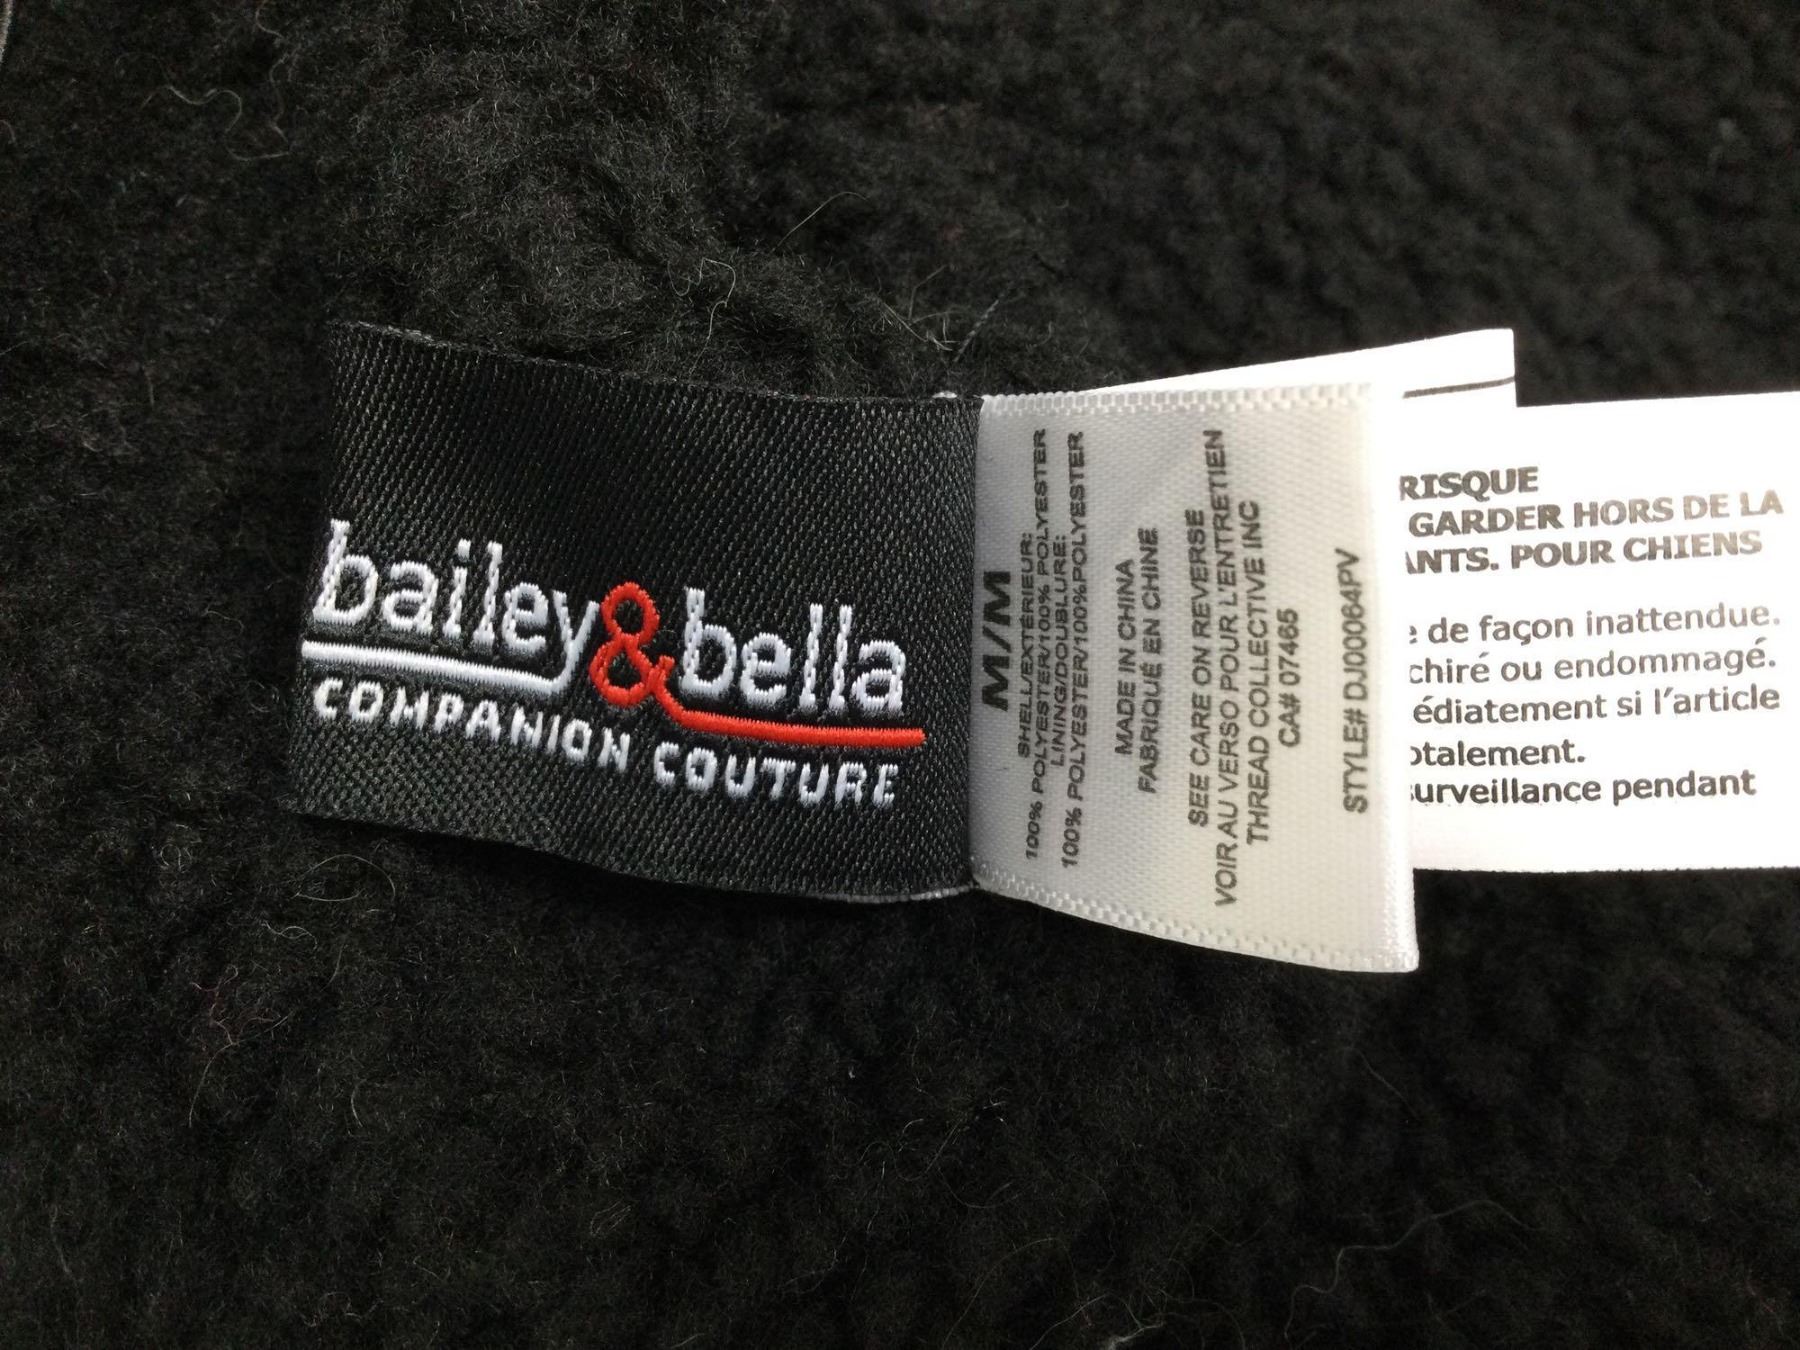 bailey&bella
COMPANION COUTURE
M/M
SHELL/EXTÉRIEUR:
100% POLYESTER/100% POLYESTER
LINING/DOUBLURE:
100% POLYESTER/100%POLYESTER
MADE IN CHINA
FABRIQUÉ EN CHINE
SEE CARE ON REVERSE
VOIR AU VERSO POUR L'ENTRETIEN
THREAD COLLECTIVE INC
CA# 07465
STYLE# DJ00064PV
RISQUE
GARDER HORS DE LA
ANTS. POUR CHIENS
de façon inattendue.
chiré ou endommagé.
édiatement si l'article
otalement.
urveillance pendant